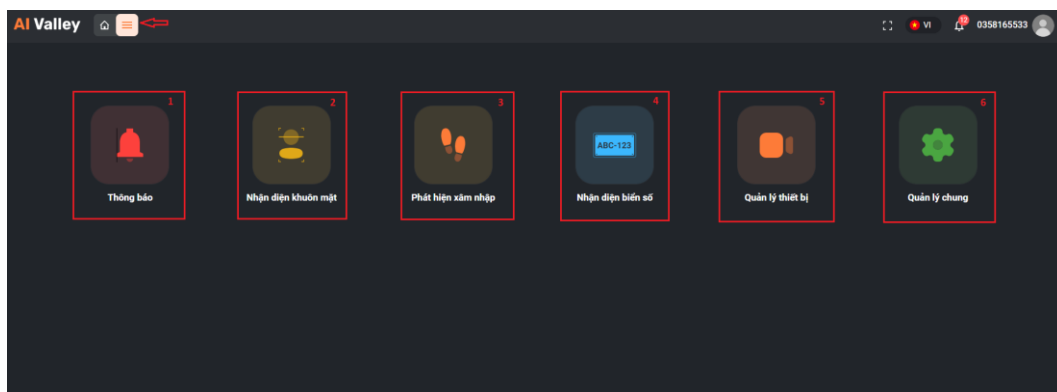 AI Valley
VI
12
0358165533
1
2
3
4
5
6
ABC-123
Thông báo
Nhận diện khuôn mặt
Phát hiện xâm nhập
Nhận diện biển số
Quản lý thiết bị
Quản lý chung